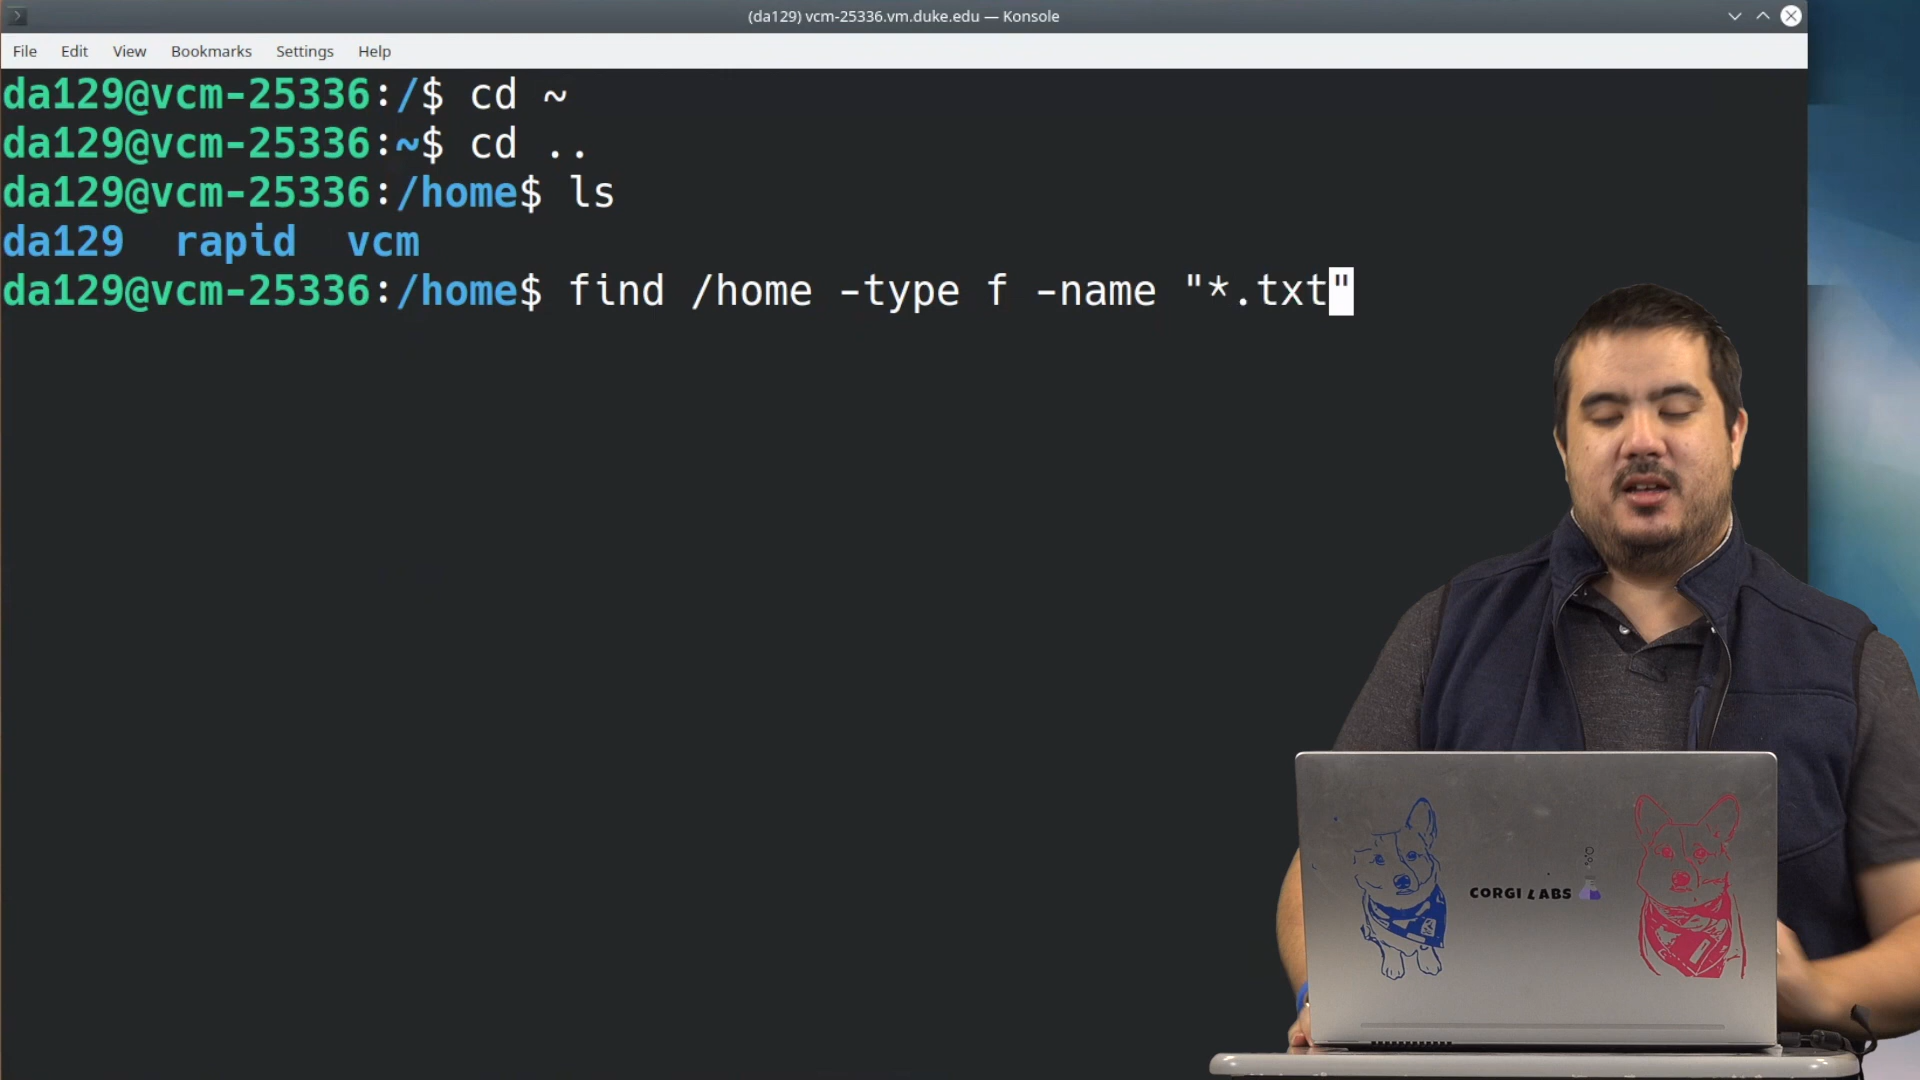 (da129) vcm-25336.vm.duke.edu — Konsole
File Edit View Bookmarks Settings Help
da129@vcm-25336:/$ cd ~
da129@vcm-25336:~$ cd ..
da129@vcm-25336:/home$ ls
da129 rapid vcm
da129@vcm-25336:/home$ find /home -type f -name "*.txt"
CORGI LABS